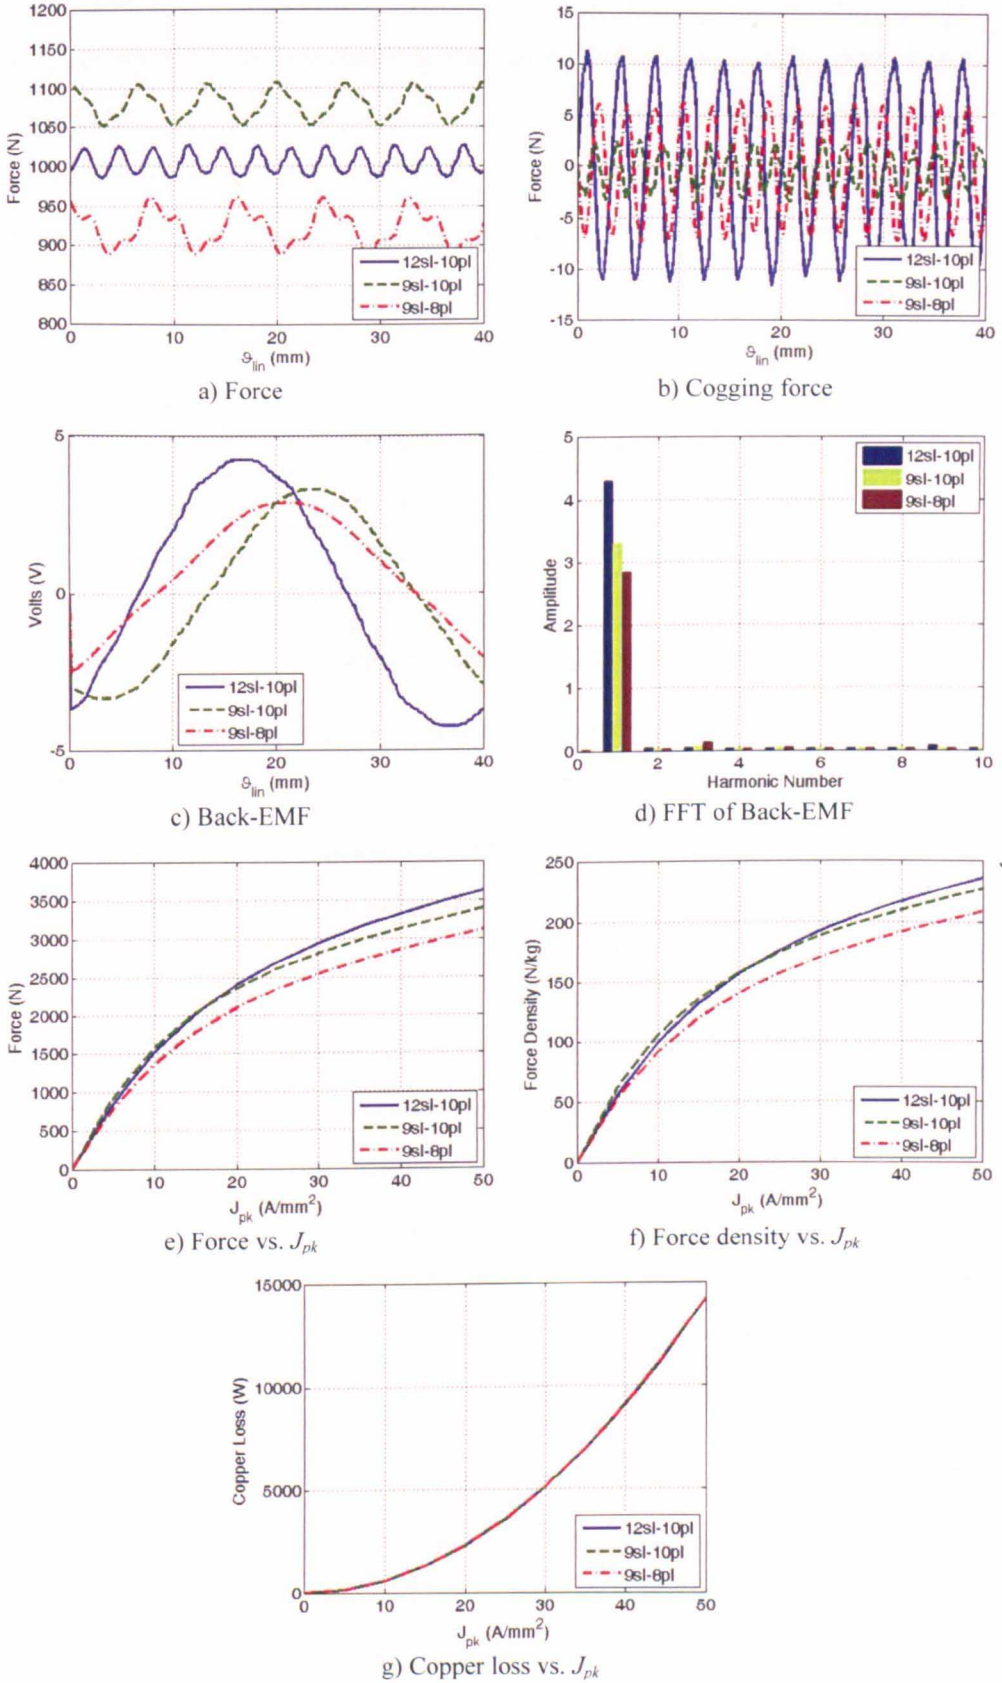 1200
1150
1100
1050
1000
950
900
850
800
Force (N)
0 10 20 30 40
ϑlin (mm)
12sl-10pl
9sl-10pl
9sl-8pl
a) Force
15
10
5
0
-5
-10
-15
Force (N)
0 10 20 30 40
ϑlin (mm)
12sl-10pl
9sl-10pl
9sl-8pl
b) Cogging force
5
0
-5
Volts (V)
0 10 20 30 40
ϑlin (mm)
12sl-10pl
9sl-10pl
9sl-8pl
c) Back-EMF
5
4
3
2
1
0
Amplitude
0 2 4 6 8 10
Harmonic Number
12sl-10pl
9sl-10pl
9sl-8pl
d) FFT of Back-EMF
4000
3500
3000
2500
2000
1500
1000
500
0
Force (N)
0 10 20 30 40 50
Jpk (A/mm²)
12sl-10pl
9sl-10pl
9sl-8pl
e) Force vs. Jpk
250
200
150
100
50
0
Force Density (N/kg)
0 10 20 30 40 50
Jpk (A/mm²)
12sl-10pl
9sl-10pl
9sl-8pl
f) Force density vs. Jpk
15000
10000
5000
0
Copper Loss (W)
0 10 20 30 40 50
Jpk (A/mm²)
12sl-10pl
9sl-10pl
9sl-8pl
g) Copper loss vs. Jpk